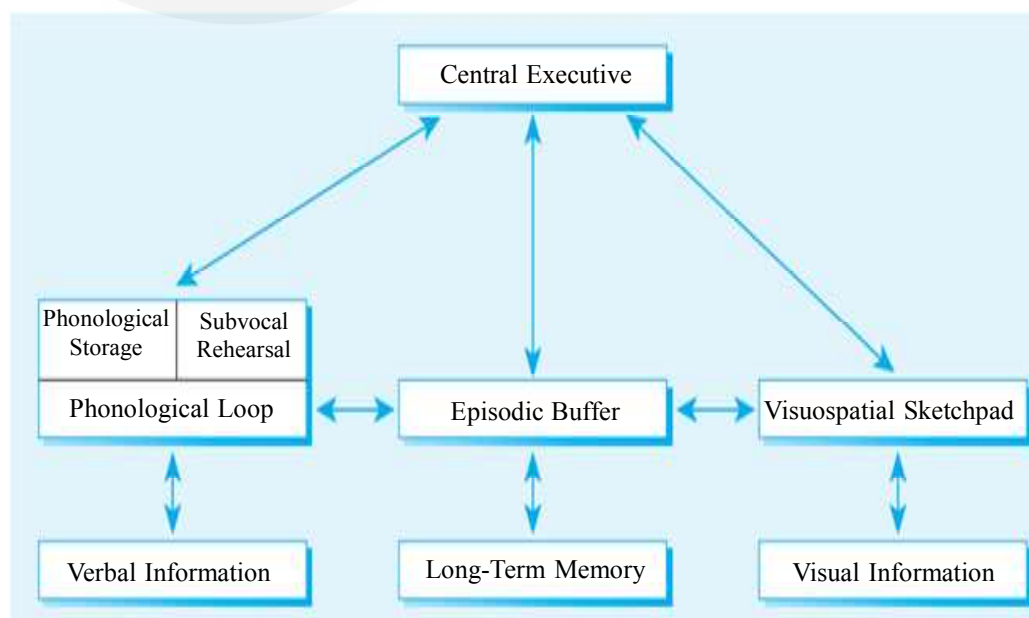 Central Executive
Phonological
Storage
Subvocal
Rehearsal
Phonological Loop
Episodic Buffer
Visuospatial Sketchpad
Verbal Information
Long-Term Memory
Visual Information